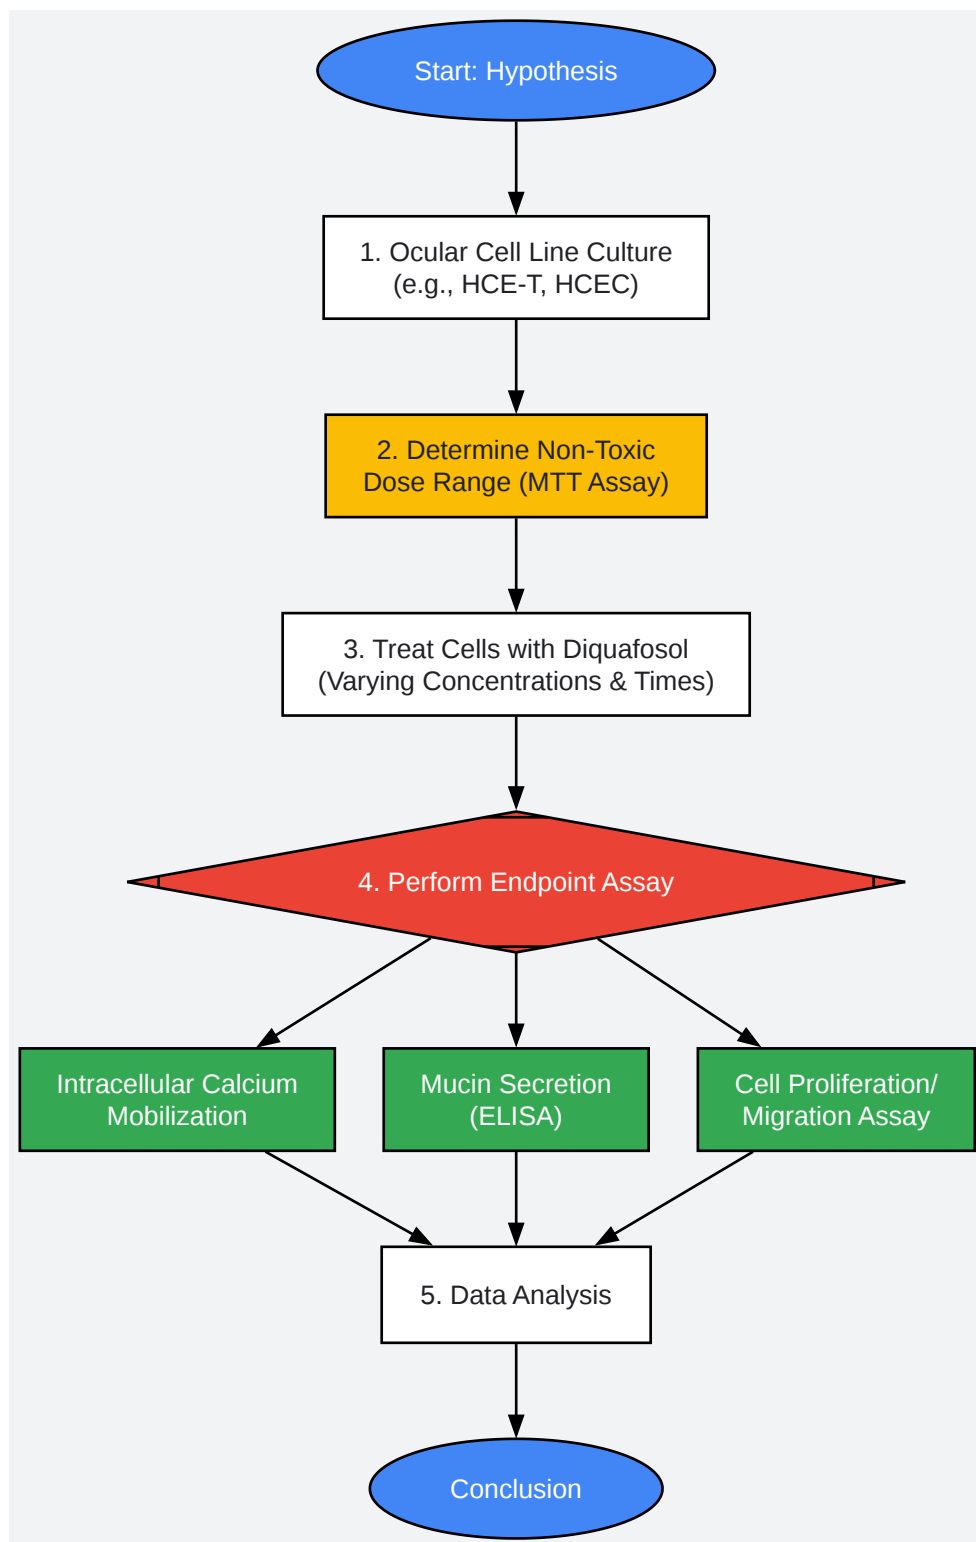 Start: Hypothesis
1. Ocular Cell Line Culture
(e.g., HCE-T, HCEC)
2. Determine Non-Toxic
Dose Range (MTT Assay)
3. Treat Cells with Diquafosol
(Varying Concentrations & Times)
4. Perform Endpoint Assay
Intracellular Calcium
Mobilization
Mucin Secretion
(ELISA)
Cell Proliferation/
Migration Assay
5. Data Analysis
Conclusion